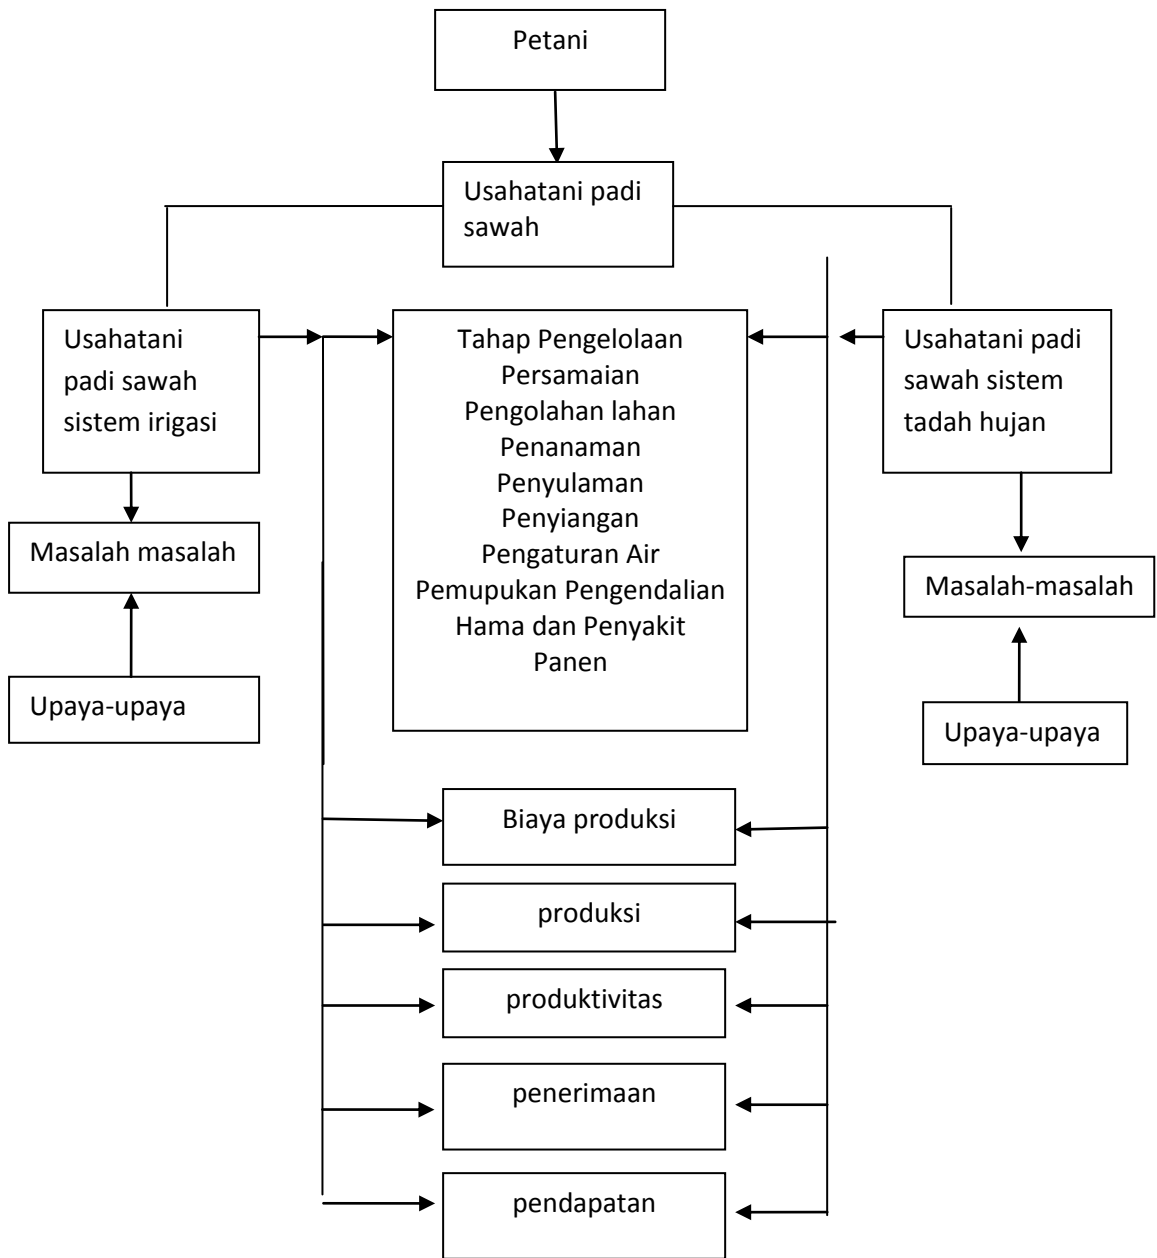 Petani
Usahatani padi
sawah
Usahatani
padi sawah
sistem irigasi
Tahap Pengelolaan
Persamaian
Pengolahan lahan
Penanaman
Penyulaman
Penyiangan
Pengaturan Air
Pemupukan Pengendalian
Hama dan Penyakit
Panen
Usahatani padi
sawah sistem
tadah hujan
Masalah masalah
Masalah-masalah
Upaya-upaya
Upaya-upaya
Biaya produksi
produksi
produktivitas
penerimaan
pendapatan